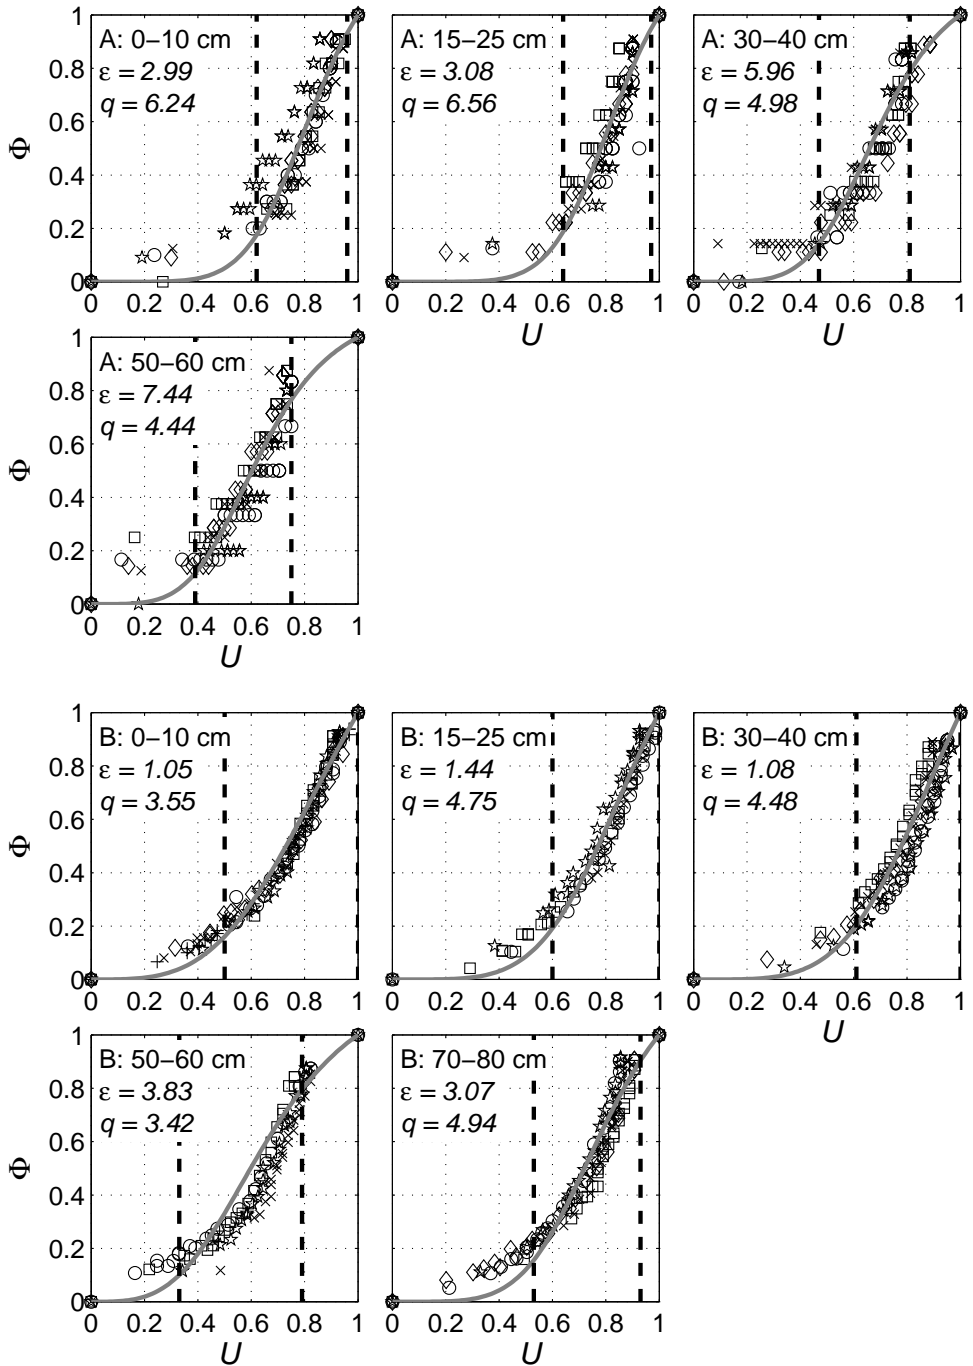 A: 0–10 cm
ε = 2.99
q = 6.24
Φ
1
0.8
0.6
0.4
0.2
0
0 0.2 0.4 0.6 0.8 1
A: 15–25 cm
ε = 3.08
q = 6.56
0 0.2 0.4 0.6 0.8 1
U
A: 30–40 cm
ε = 5.96
q = 4.98
0 0.2 0.4 0.6 0.8 1
U
A: 50–60 cm
ε = 7.44
q = 4.44
Φ
1
0.8
0.6
0.4
0.2
0
0 0.2 0.4 0.6 0.8 1
U
B: 0–10 cm
ε = 1.05
q = 3.55
Φ
1
0.8
0.6
0.4
0.2
0
0 0.2 0.4 0.6 0.8 1
B: 15–25 cm
ε = 1.44
q = 4.75
0 0.2 0.4 0.6 0.8 1
B: 30–40 cm
ε = 1.08
q = 4.48
0 0.2 0.4 0.6 0.8 1
U
B: 50–60 cm
ε = 3.83
q = 3.42
Φ
1
0.8
0.6
0.4
0.2
0
0 0.2 0.4 0.6 0.8 1
U
B: 70–80 cm
ε = 3.07
q = 4.94
0 0.2 0.4 0.6 0.8 1
U